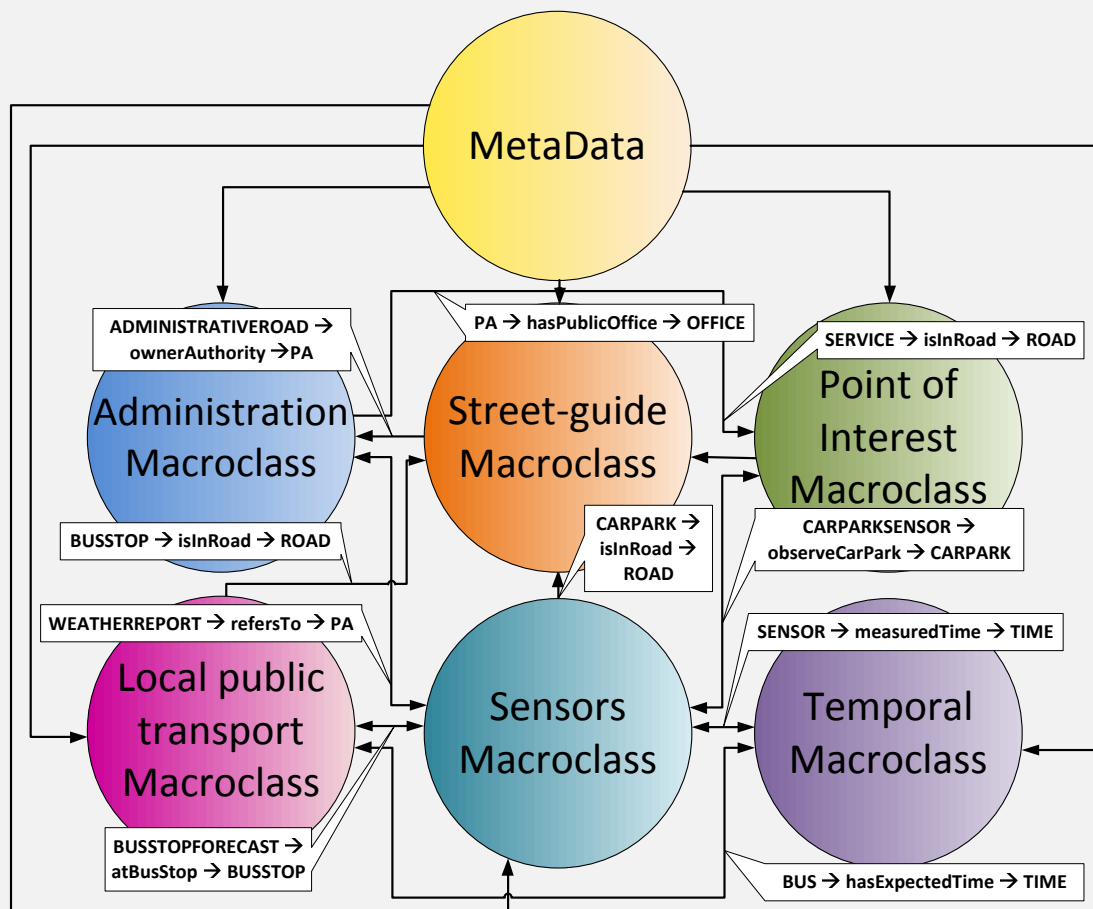 MetaData
ADMINISTRATIVEROAD →
ownerAuthority →PA
PA → hasPublicOffice → OFFICE
SERVICE → isInRoad → ROAD
Administration
Macroclass
Street-guide
Macroclass
Point of
Interest
Macroclass
BUSSTOP → isInRoad → ROAD
CARPARK →
isInRoad →
ROAD
CARPARKSENSOR →
observeCarPark → CARPARK
WEATHERREPORT → refersTo → PA
SENSOR → measuredTime → TIME
Local public
transport
Macroclass
Sensors
Macroclass
Temporal
Macroclass
BUSSTOPFORECAST →
atBusStop → BUSSTOP
BUS → hasExpectedTime → TIME